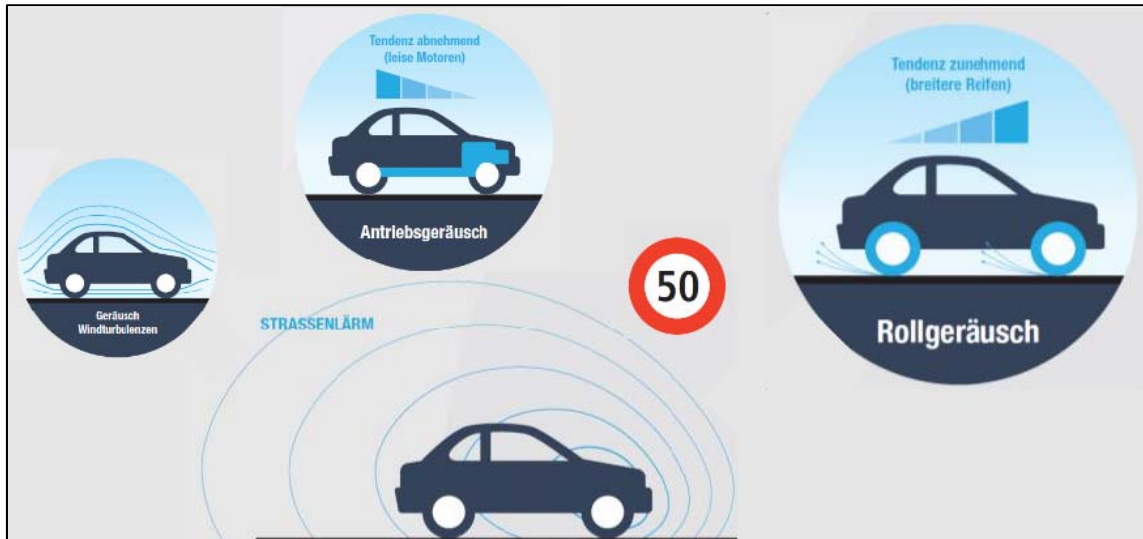 Tendenz abnehmend
(leise Motoren)
Antriebsgeräusch
Tendenz zunehmend
(breitere Reifen)
Rollgeräusch
Geräusch
Windturbulenzen
50
STRASSENLÄRM